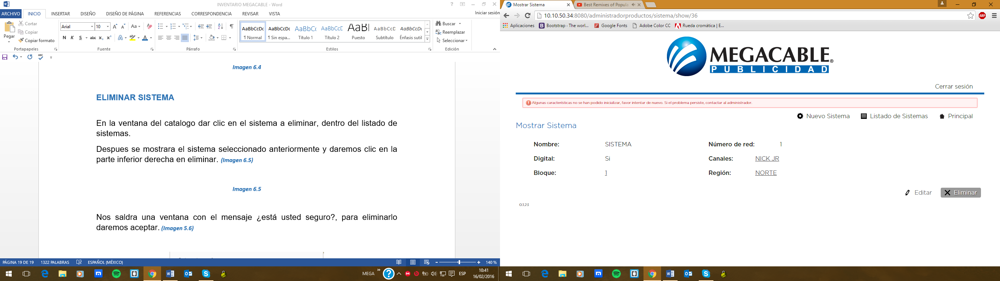 INVENTARIO MEGACABLE - Word
ARCHIVO INICIO INSERTAR DISEÑO DISEÑO DE PÁGINA REFERENCIAS CORRESPONDENCIA REVISAR VISTA Iniciar sesión
Pegar
Cortar
Copiar
Copiar formato
Portapapeles
Arial 10
Fuente
Párrafo
AaBbCcDc AaBbCcDc AaBbCc AaBbCcE AaBl AaBbCcD AaBbCcDc
¶ Normal ¶ Sin espa... Título 1 Título 2 Puesto Subtítulo Énfasis sutil
Estilos
Buscar
Reemplazar
Seleccionar
Edición
Imagen 6.4
ELIMINAR SISTEMA
En la ventana del catalogo dar clic en el sistema a eliminar, dentro del listado de
sistemas.
Despues se mostrara el sistema seleccionado anteriormente y daremos clic en la
parte inferior derecha en eliminar. (Imagen 6.5)
Imagen 6.5
Nos saldra una ventana con el mensaje ¿está usted seguro?, para eliminarlo
daremos aceptar. (Imagen 5.6)
PÁGINA 19 DE 19 1322 PALABRAS ESPAÑOL (MÉXICO) 140 %
MEGA ESP 10:41
16/02/2016
Mostrar Sistema Best Remixes of Popula
10.10.50.34:8080/administradorproductos/sistema/show/36
Aplicaciones Bootstrap · The worl... Google Fonts Adobe Color CC Rueda cromática | E...
MEGACABLE®
PUBLICIDAD
Cerrar sesión
Algunas características no se han podido inicializar, favor intentar de nuevo. Si el problema persiste, contactar al administrador.
Nuevo Sistema Listado de Sistemas Principal
Mostrar Sistema
Nombre: SISTEMA Número de red: 1
Digital: Si Canales: NICK JR
Bloque: 1 Región: NORTE
Editar Eliminar
0.1.23